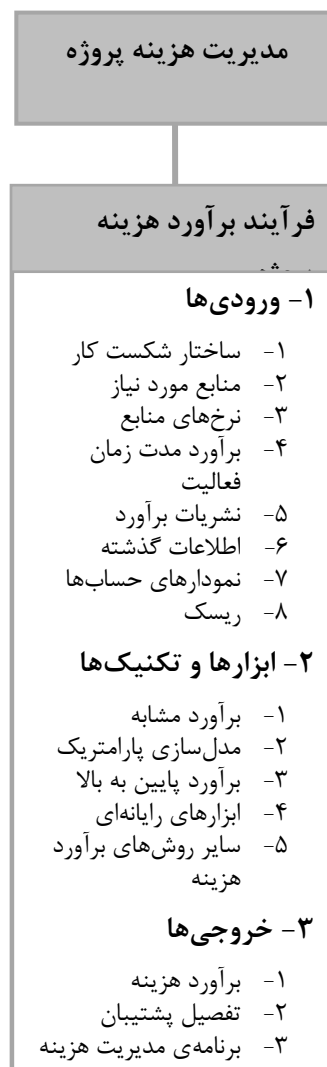 مدیریت هزینه پروژه
فرآیند برآورد هزینه
۱- ورودی‌ها
۱- ساختار شکست کار
۲- منابع مورد نیاز
۳- نرخ‌های منابع
۴- برآورد مدت زمان
فعالیت
۵- نشریات برآورد
۶- اطلاعات گذشته
۷- نمودارهای حساب‌ها
۸- ریسک
۲- ابزارها و تکنیک‌ها
۱- برآورد مشابه
۲- مدل‌سازی پارامتریک
۳- برآورد پایین به بالا
۴- ابزارهای رایانه‌ای
۵- سایر روش‌های برآورد
هزینه
۳- خروجی‌ها
۱- برآورد هزینه
۲- تفصیل پشتیبان
۳- برنامه‌ی مدیریت هزینه